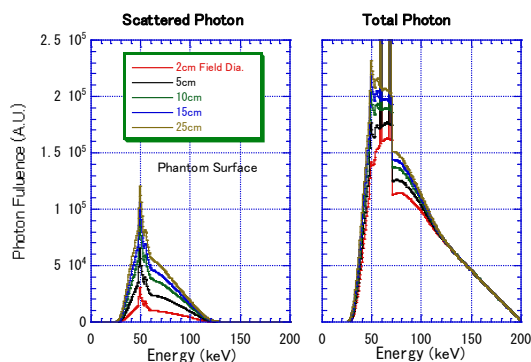 Scattered Photon
Total Photon
2.5 10⁵
2 10⁵
1.5 10⁵
1 10⁵
5 10⁴
0
Photon Fuluence (A.U.)
2cm Field Dia.
5cm
10cm
15cm
25cm
Phantom Surface
0 50 100 150 200
0 50 100 150 200
Energy (keV)
Energy (keV)